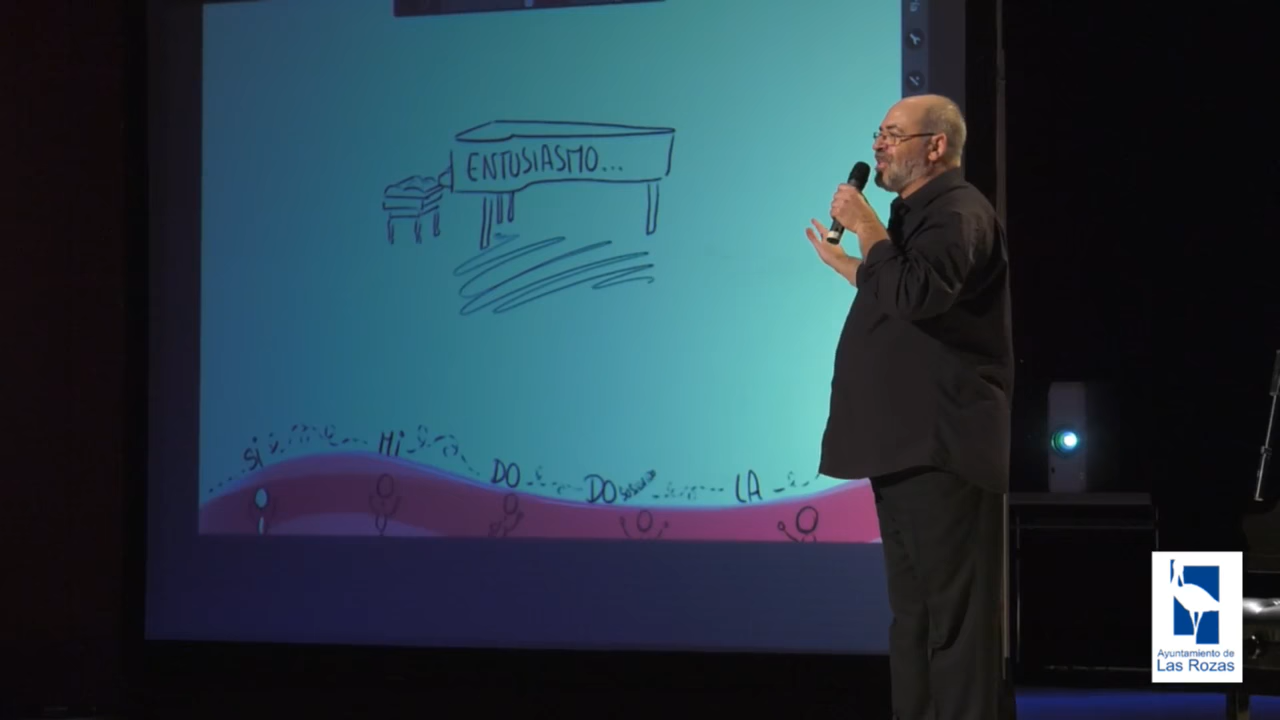 ENTUSIASMO...
Si
Mi
DO
DO
LA
Ayuntamiento de
Las Rozas